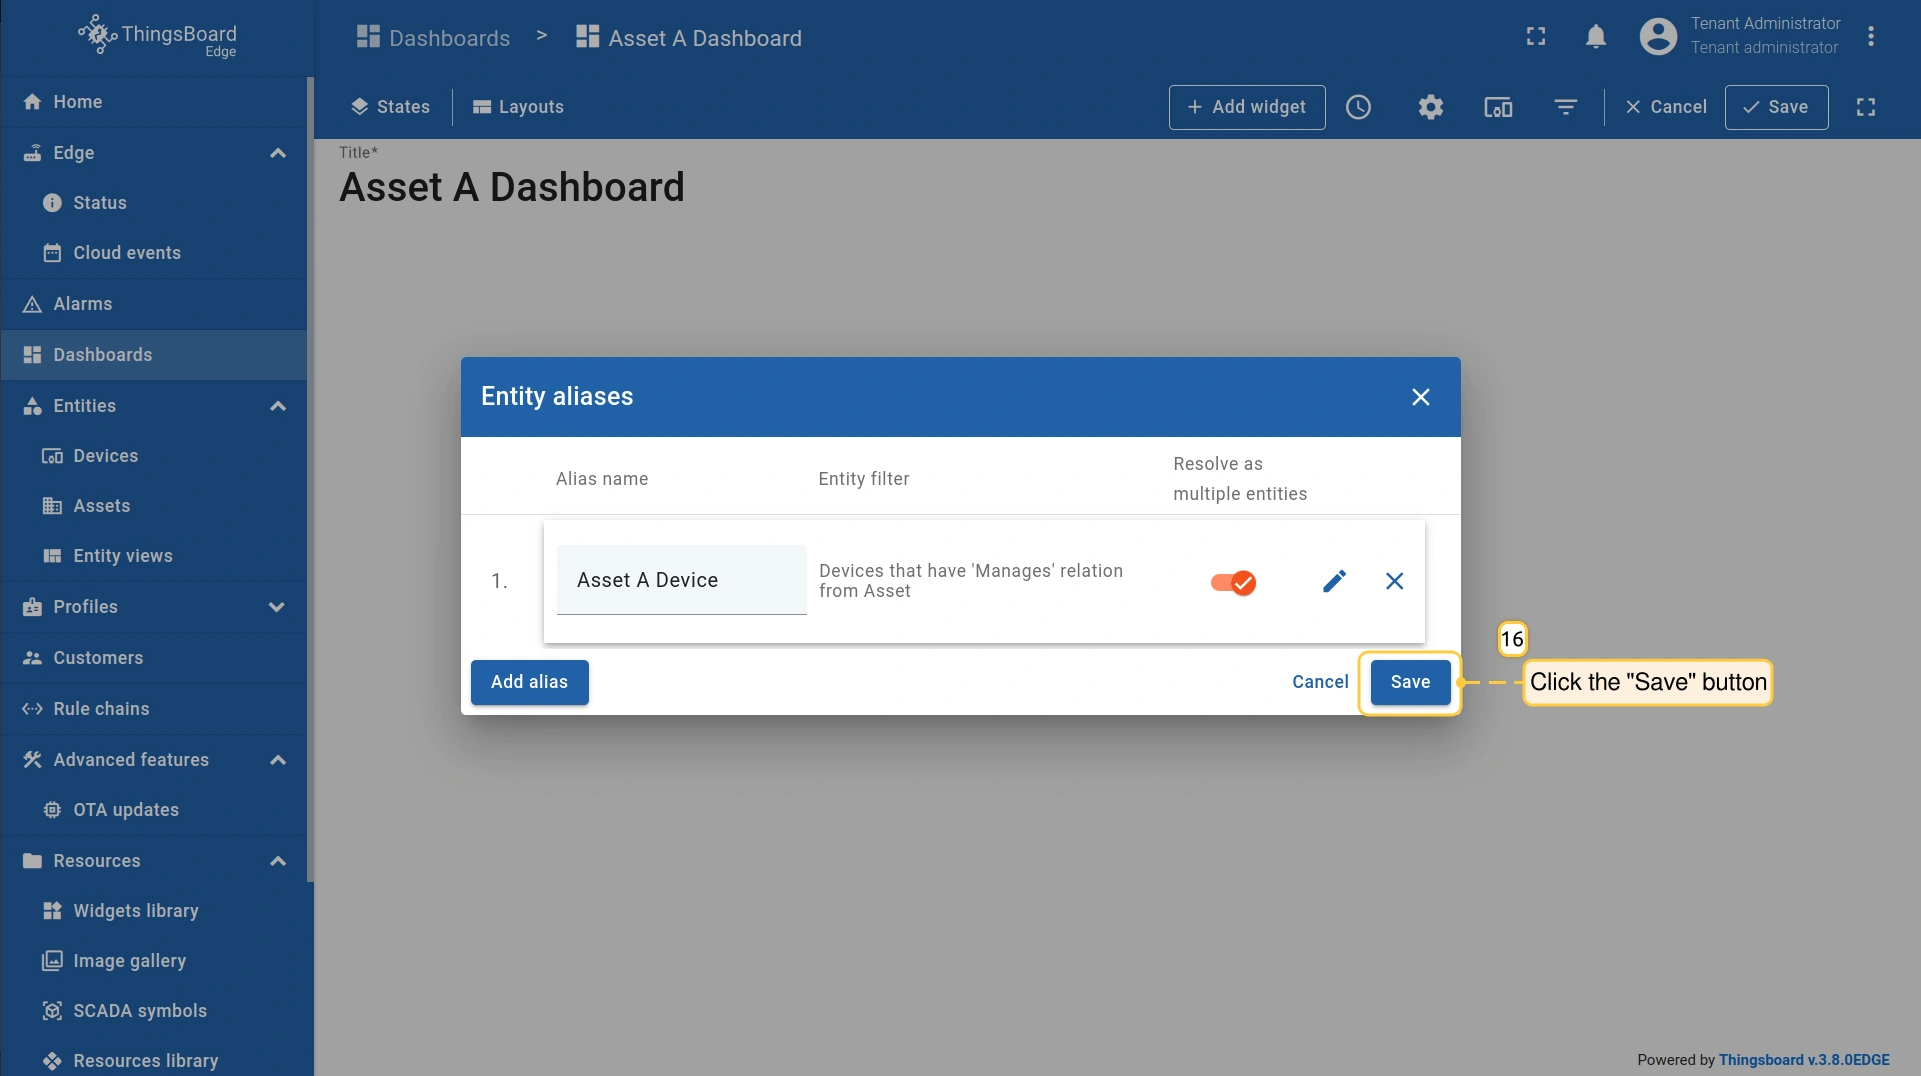 ThingsBoard
Edge
Dashboards > Asset A Dashboard
Tenant Administrator
Tenant administrator
Home
Edge
Status
Cloud events
Alarms
Dashboards
Entities
Devices
Assets
Entity views
Profiles
Customers
Rule chains
Advanced features
OTA updates
Resources
Widgets library
Image gallery
SCADA symbols
Resources library
States
Layouts
+ Add widget
Cancel
Save
Title*
Asset A Dashboard
Entity aliases
Alias name
Entity filter
Resolve as
multiple entities
1.
Asset A Device
Devices that have 'Manages' relation
from Asset
Add alias
Cancel
Save
16
Click the "Save" button
Powered by Thingsboard v.3.8.0EDGE